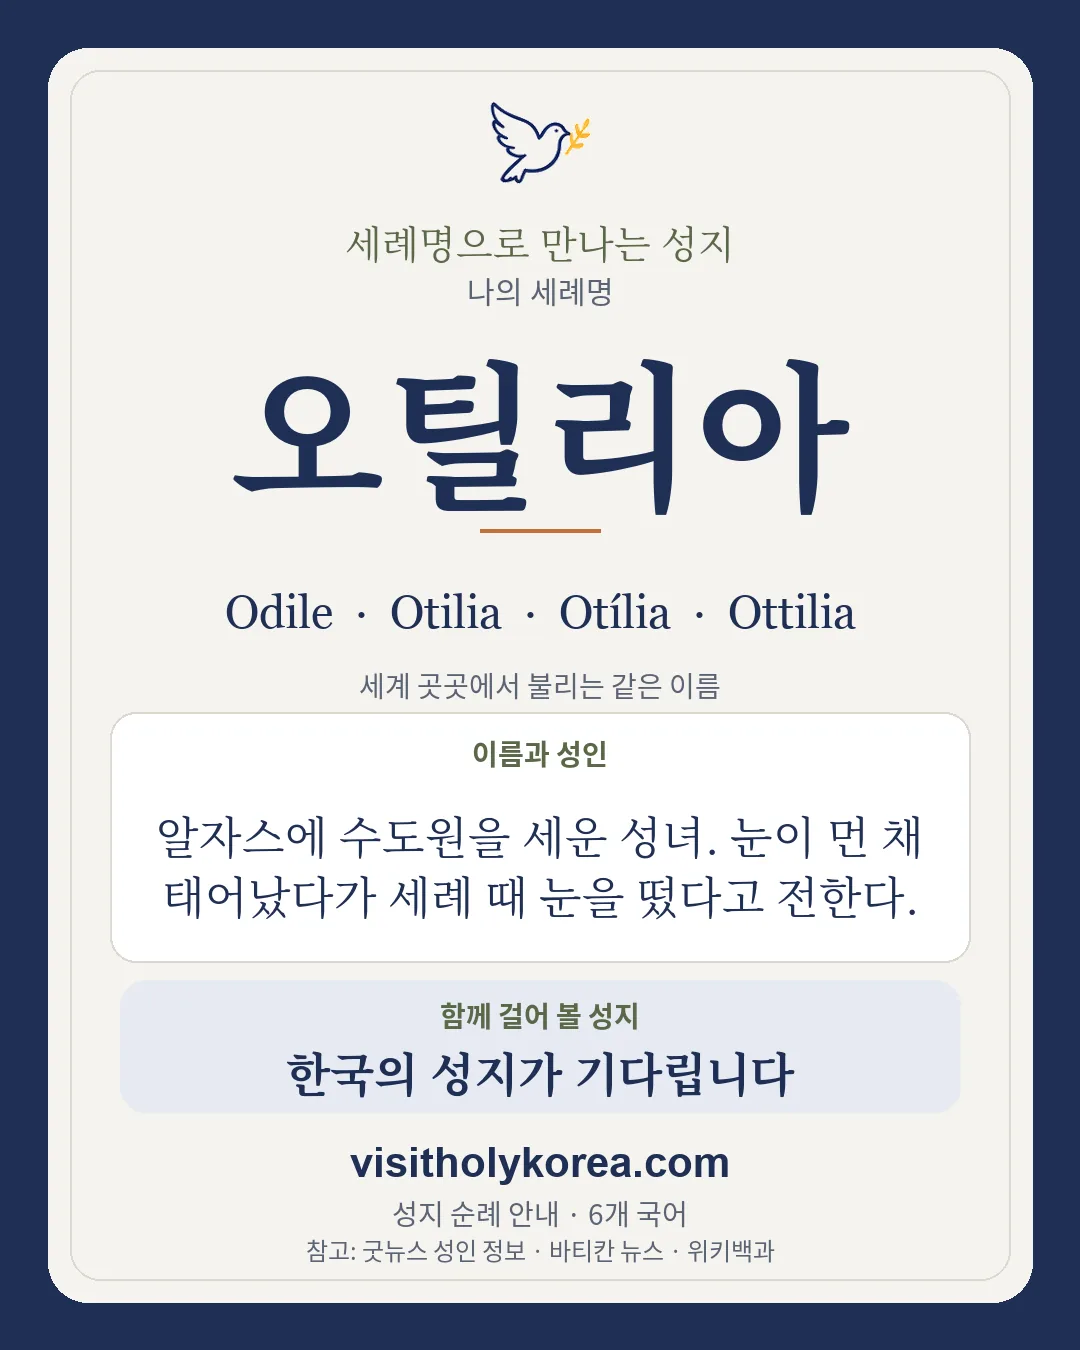 세례명으로 만나는 성지
나의 세례명
오틸리아
Odile · Otilia · Otília · Ottilia
세계 곳곳에서 불리는 같은 이름
이름과 성인
알자스에 수도원을 세운 성녀. 눈이 먼 채
태어났다가 세례 때 눈을 떴다고 전한다.
함께 걸어 볼 성지
한국의 성지가 기다립니다
visitholykorea.com
성지 순례 안내 · 6개 국어
참고: 굿뉴스 성인 정보 · 바티칸 뉴스 · 위키백과